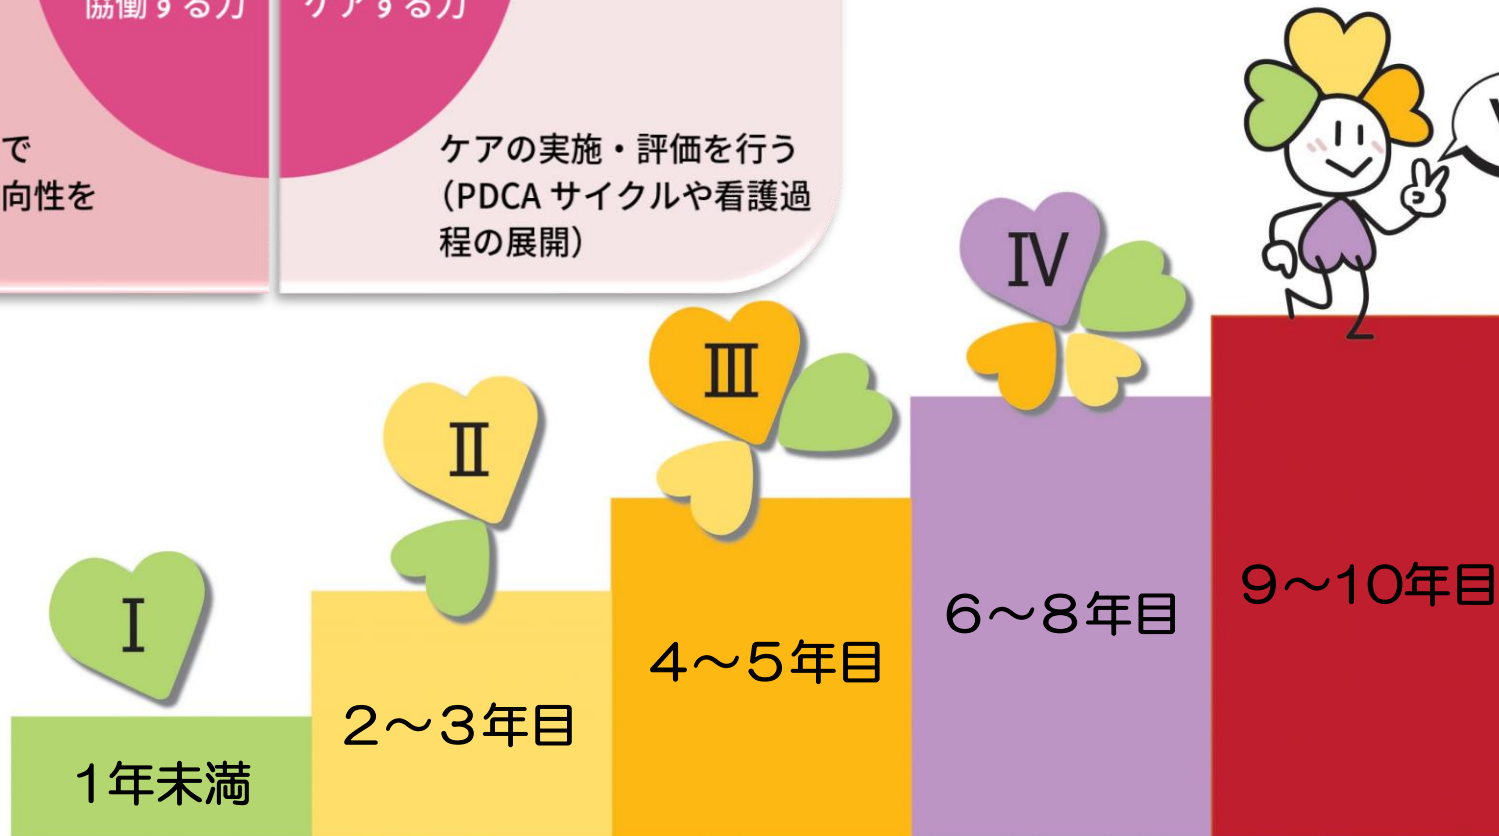 協働する力
ケアする力
で
向性を
ケアの実施・評価を行う
（PDCA サイクルや看護過
程の展開）
Ⅰ
Ⅱ
Ⅲ
Ⅳ
1年未満
2～3年目
4～5年目
6～8年目
9～10年目